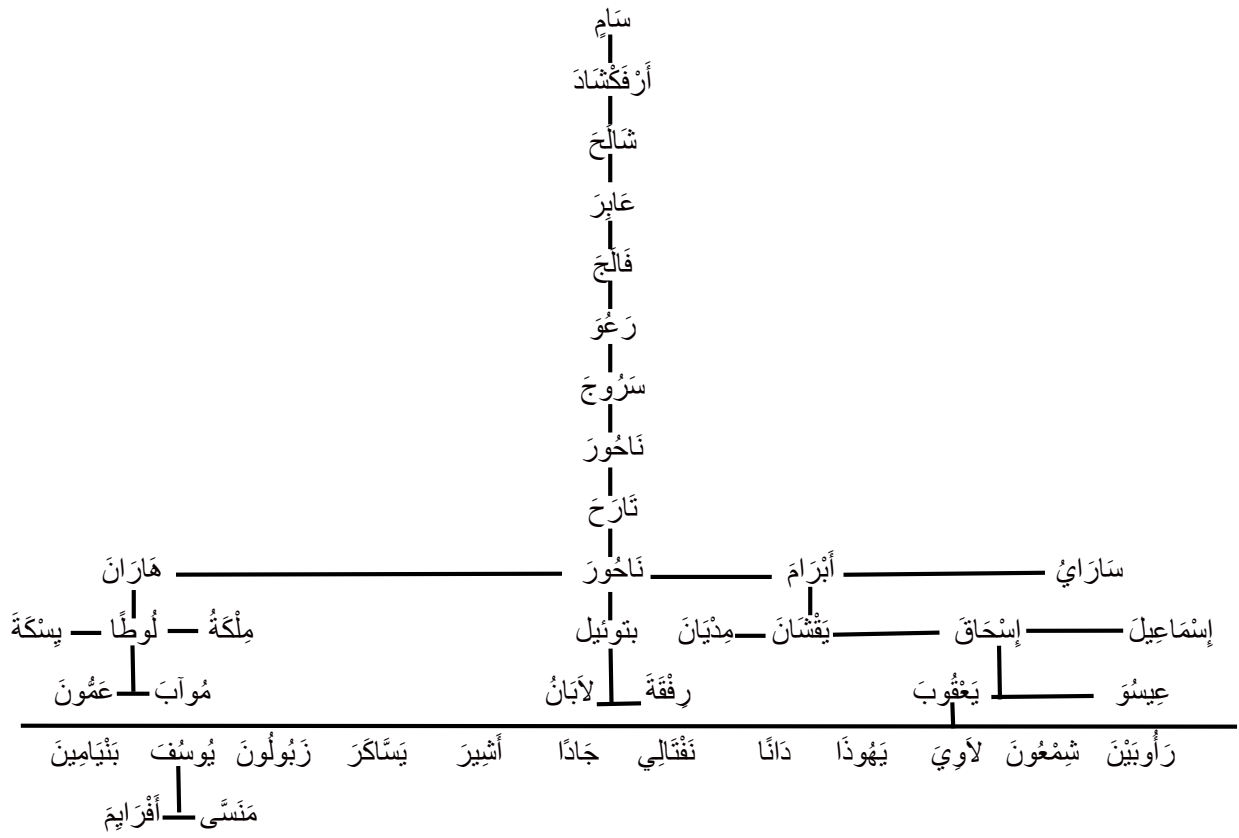 سَامٍ
أَرْفَكْشَادَ
شَالَحَ
عَابِرَ
فَالَجَ
رَعُوَ
سَرُوجَ
نَاحُورَ
تَارَحَ
سَارَايُ أَبْرَامَ نَاحُورَ هَارَانَ
إِسْمَاعِيلَ إِسْحَاقَ يَقْشَانَ مِدْيَانَ بتوئيل مِلْكَةُ لُوطًا يِسْكَةَ
عِيسُوَ يَعْقُوبَ رِفْقَةَ لاَبَانُ مُوآبَ عَمُّونَ
رَأُوبَيْنَ شِمْعُونَ لاَوِيَ يَهُوذَا دَانًا نَفْتَالِي جَادًا أَشِيرَ يَسَّاكَرَ زَبُولُونَ يُوسُفَ بَنْيَامِينَ
مَنَسَّى أَفْرَايِمَ